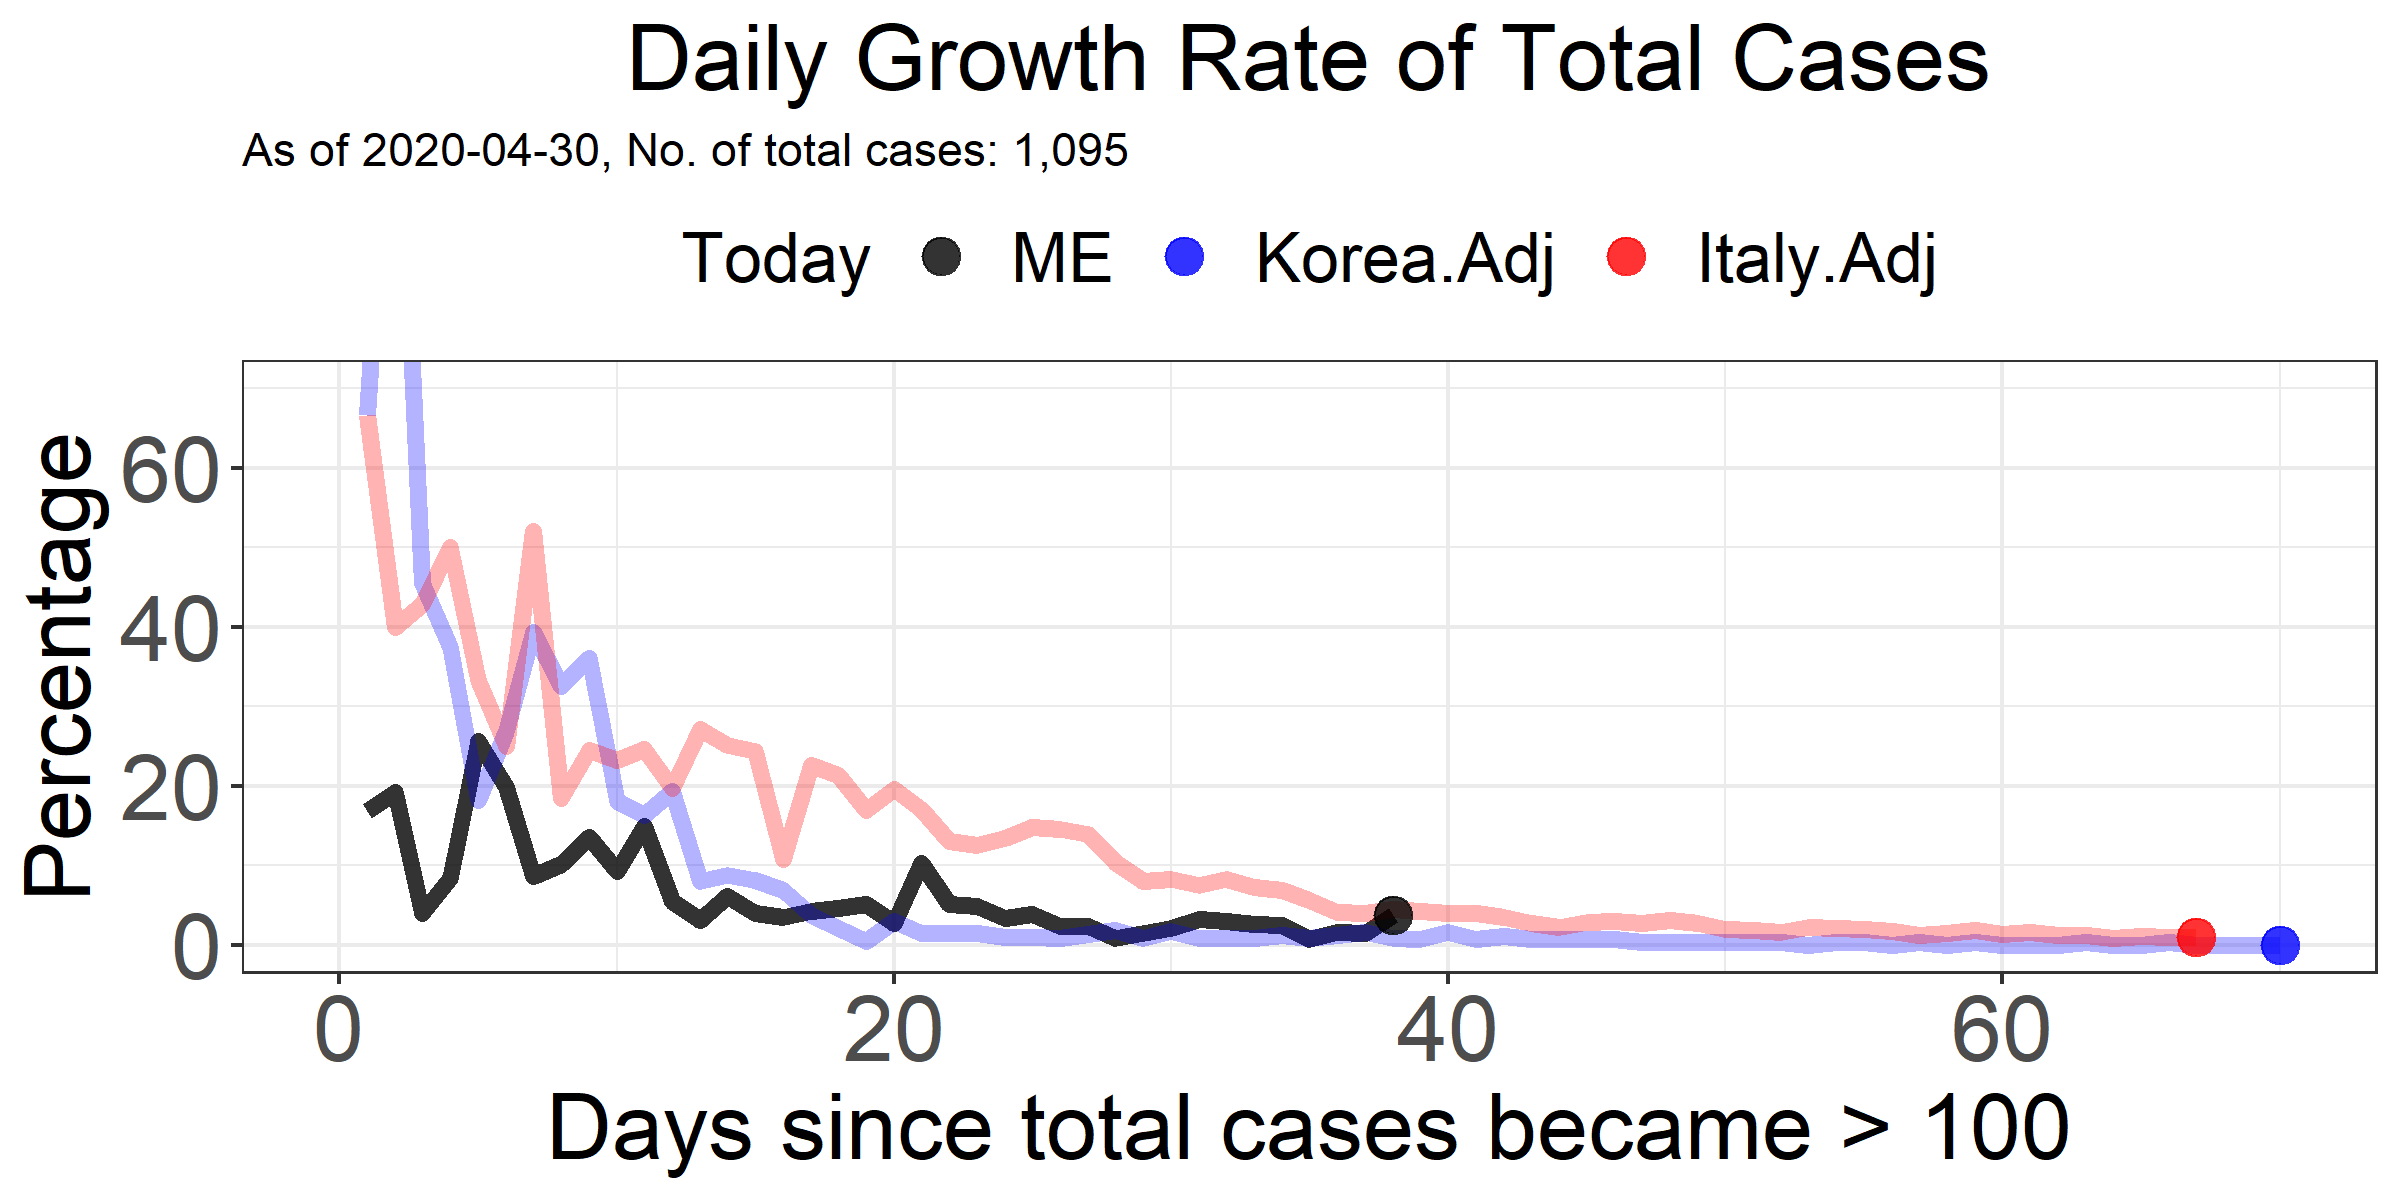 Daily Growth Rate of Total Cases
As of 2020-04-30, No. of total cases: 1,095
Today ME Korea.Adj Italy.Adj
Percentage
60
40
20
0
0 20 40 60
Days since total cases became > 100